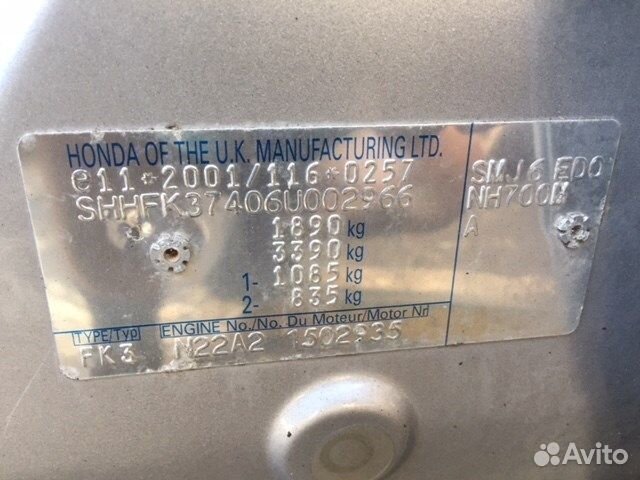 HONDA OF THE U.K. MANUFACTURING LTD.
e11*2001/116*0257
SHHFK37406U002966
1890 kg
3390 kg
1- 1085 kg
2- 835 kg
TYPE/TYP ENGINE No./No. Du Moteur/Motor Nr
FK3 N22A2 1502935
SMJ6 EDO
NH700M
A
Avito